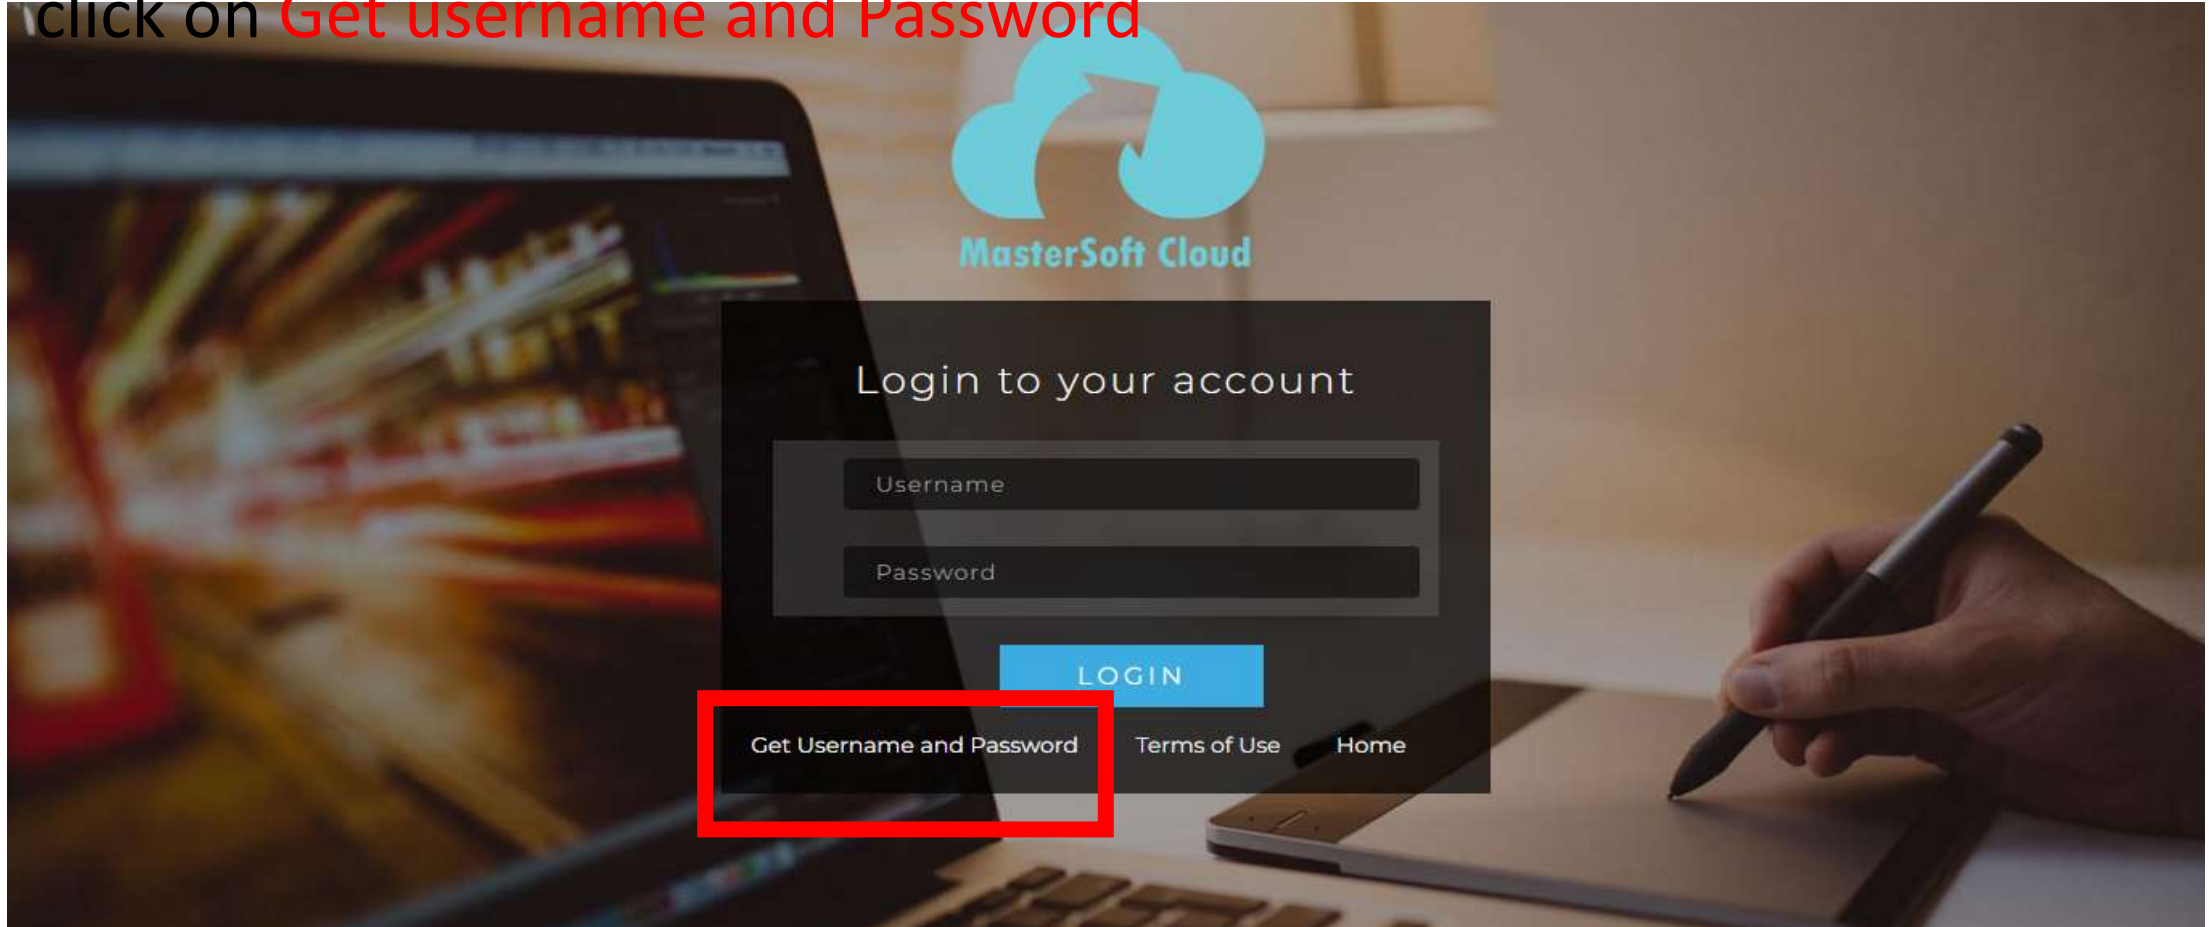 click on Get username and Password
MasterSoft Cloud
Login to your account
Username
Password
LOGIN
Get Username and Password Terms of Use Home